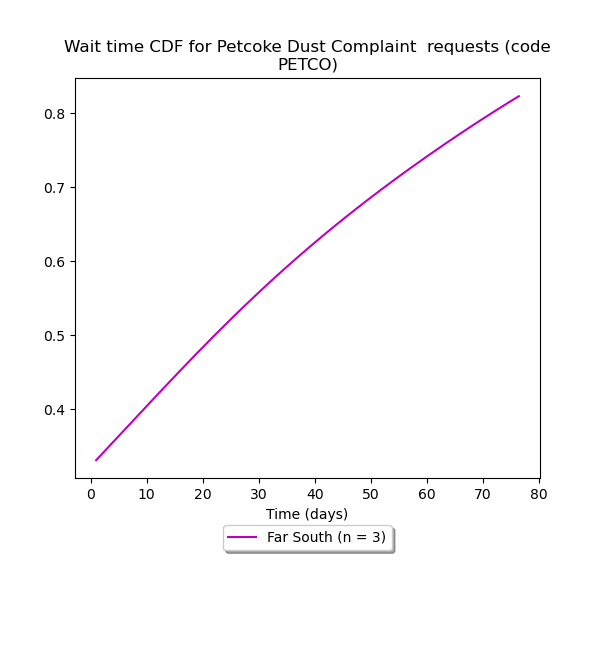 Wait time CDF for Petcoke Dust Complaint  requests (code
PETCO)
0.8
0.7
0.6
0.5
0.4
0 10 20 30 40 50 60 70 80
Time (days)
Far South (n = 3)